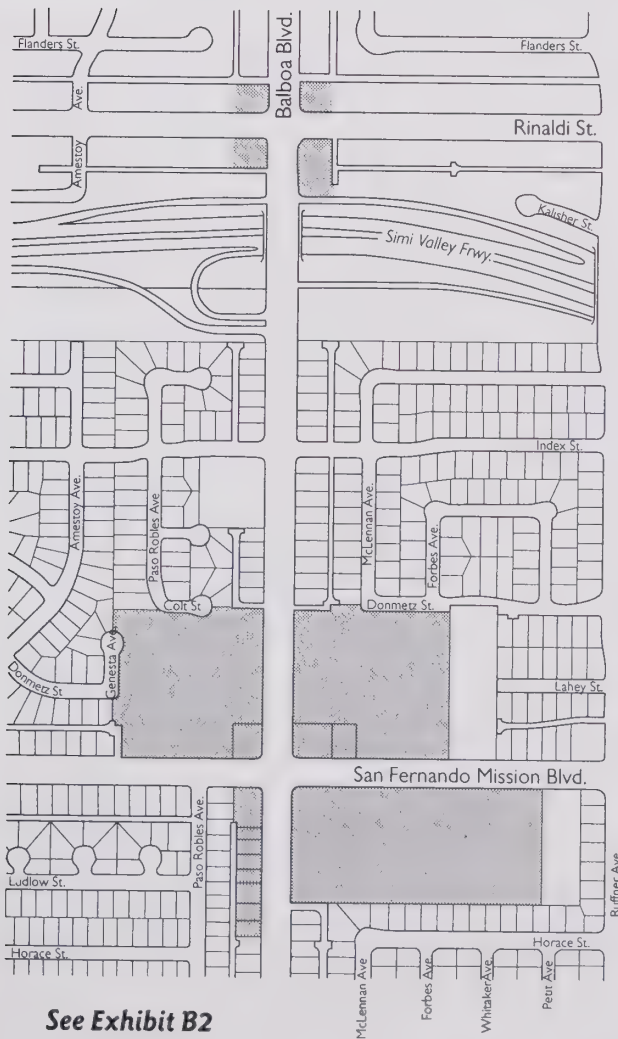 Flanders St.
Balboa Blvd.
Flanders St.
Ave.
Rinaldi St.
Amestoy
Kalisher St.
Simi Valley Frwy.
Index St.
Amestoy Ave.
Paso Robles Ave
McLennan Ave.
Forbes Ave.
Colt St
Donmetz St.
Genesta Ave.
Donmetz St
Lahey St.
San Fernando Mission Blvd.
Paso Robles Ave.
Ludlow St.
Ruffner Ave
Horace St.
Horace St.
McLennan Ave
Forbes Ave
Whitaker Ave.
Petit Ave
See Exhibit B2